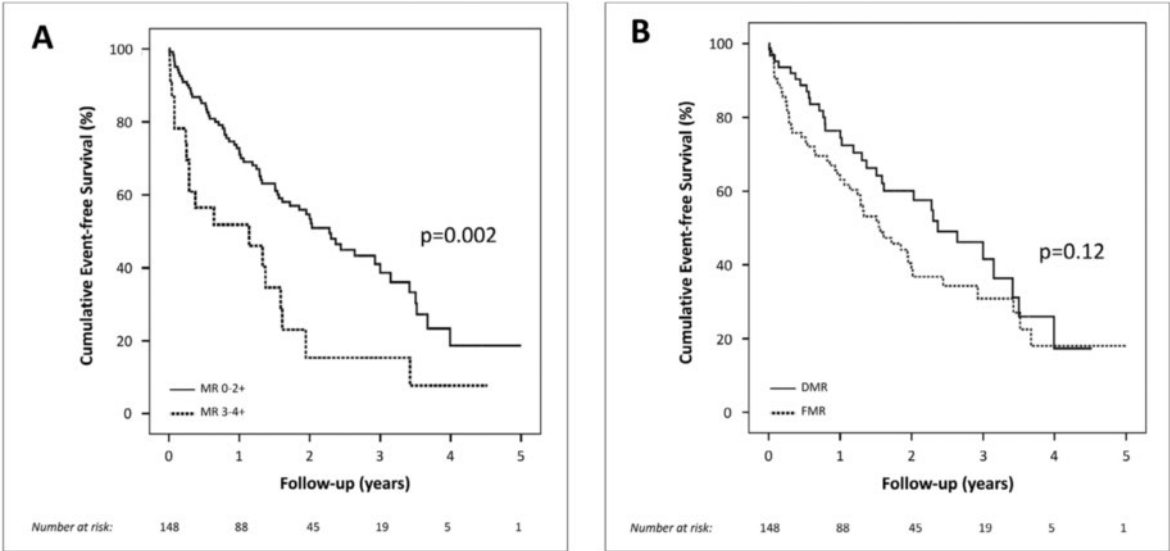 A
Cumulative Event-free Survival (%)
100
80
60
40
20
0
p=0.002
MR 0-2+
MR 3-4+
0 1 2 3 4 5
Follow-up (years)
Number at risk: 148 88 45 19 5 1
B
Cumulative Event-free Survival (%)
100
80
60
40
20
0
p=0.12
DMR
FMR
0 1 2 3 4 5
Follow-up (years)
Number at risk: 148 88 45 19 5 1